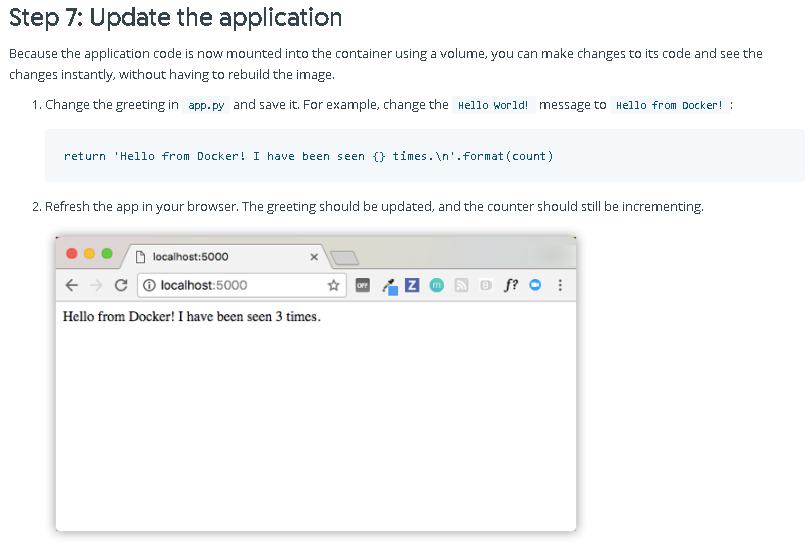 Step 7: Update the application
Because the application code is now mounted into the container using a volume, you can make changes to its code and see the
changes instantly, without having to rebuild the image.
1. Change the greeting in app.py and save it. For example, change the Hello World! message to Hello from Docker! :
return 'Hello from Docker! I have been seen {} times.\n'.format(count)
2. Refresh the app in your browser. The greeting should be updated, and the counter should still be incrementing.
localhost:5000
localhost:5000
OFF Z m B f?
Hello from Docker! I have been seen 3 times.